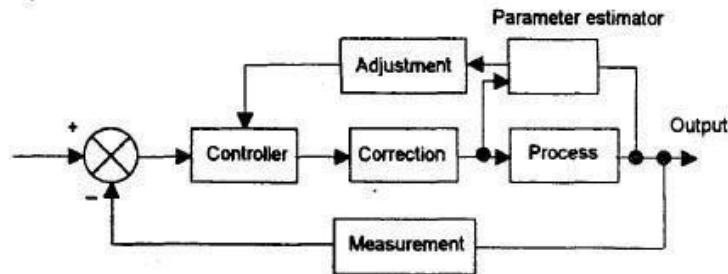 Parameter estimator
Adjustment
+
Controller
Correction
Process
Output
−
Measurement